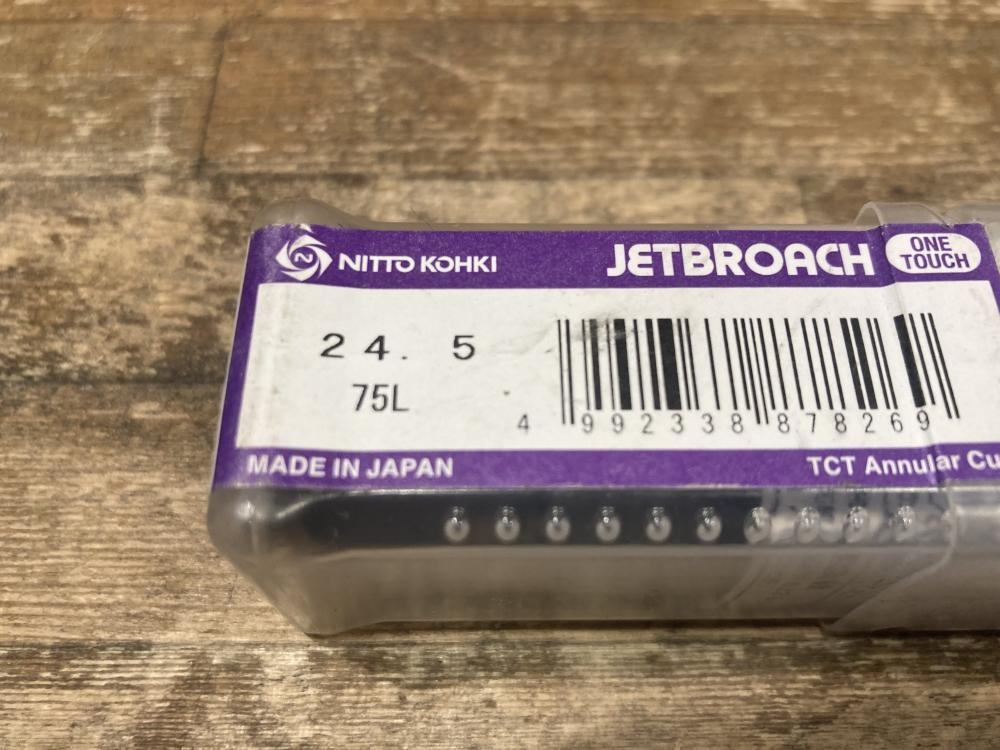 NITTO KOHKI
JETBROACH
ONE
TOUCH
24.5
75L
4 992338 878269
MADE IN JAPAN
TCT Annular Cu